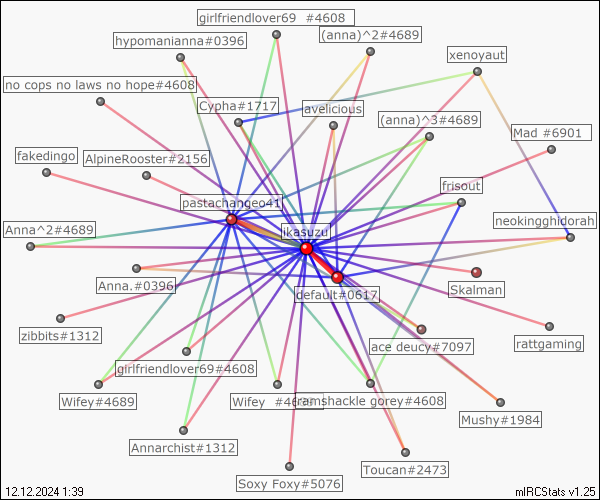 girlfriendlover69 #4608
(anna)^2#4689
hypomanianna#0396
xenoyaut
no cops no laws no hope#4608
Cypha#1717
avelicious
(anna)^3#4689
Mad #6901
fakedingo
AlpineRooster#2156
frisout
pastachangeo41
neokingghidorah
Anna^2#4689
ikasuzu
Anna.#0396
Skalman
default#0617
zibbits#1312
rattgaming
ace deucy#7097
girlfriendlover69#4608
Wifey#4689
Wifey
ramshackle gorey#4608
Mushy#1984
Annarchist#1312
Toucan#2473
Soxy Foxy#5076
12.12.2024 1:39
mIRCStats v1.25